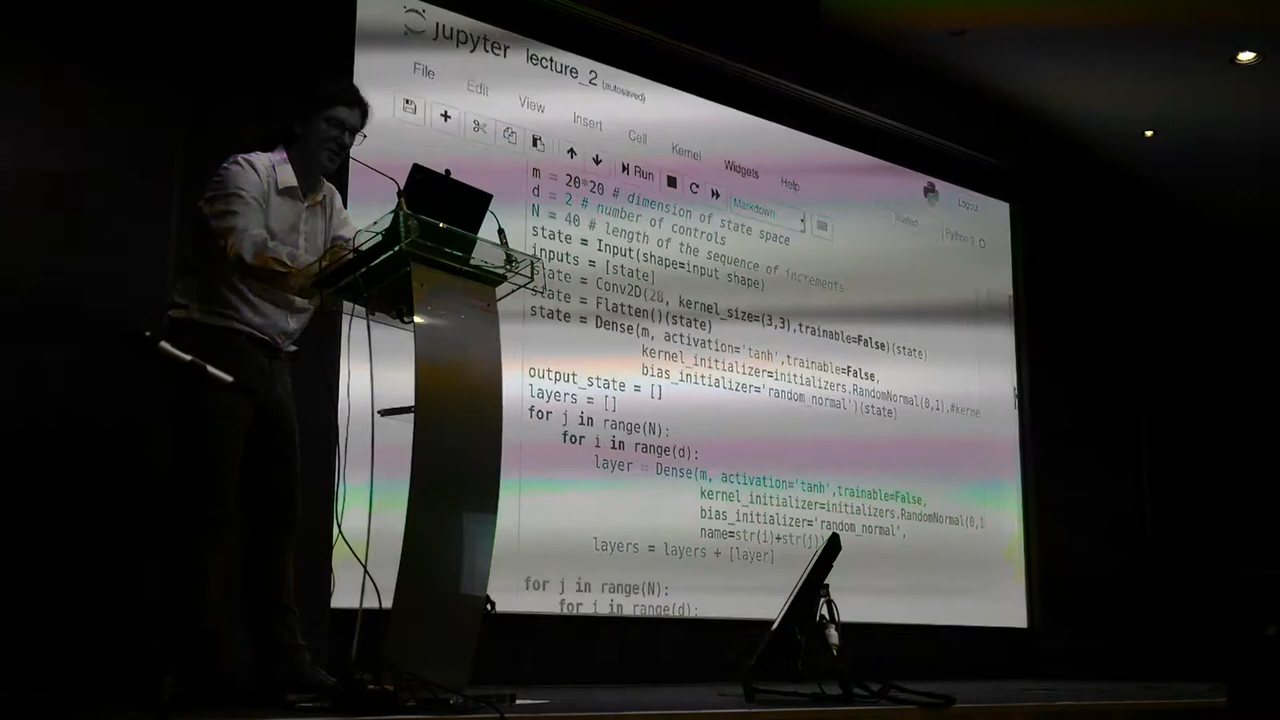 jupyter lecture_2 (autosaved)
File Edit View Insert Cell Kernel Widgets Help
Logout
Run Markdown
Python 3
m = 20*20 # dimension of state space
d = 2 # number of controls
N = 40 # length of the sequence of increments
state = Input(shape=input_shape)
inputs = [state]
state = Conv2D(28, kernel_size=(3,3),trainable=False)(state)
state = Flatten()(state)
state = Dense(m, activation='tanh',trainable=False,
kernel_initializer=initializers.RandomNormal(0,1),#kerne
bias_initializer='random_normal')(state)
output_state = []
layers = []
for j in range(N):
for i in range(d):
layer = Dense(m, activation='tanh',trainable=False,
kernel_initializer=initializers.RandomNormal(0,1
bias_initializer='random_normal',
name=str(i)+str(j))
layers = layers + [layer]
for j in range(N):
for i in range(d):